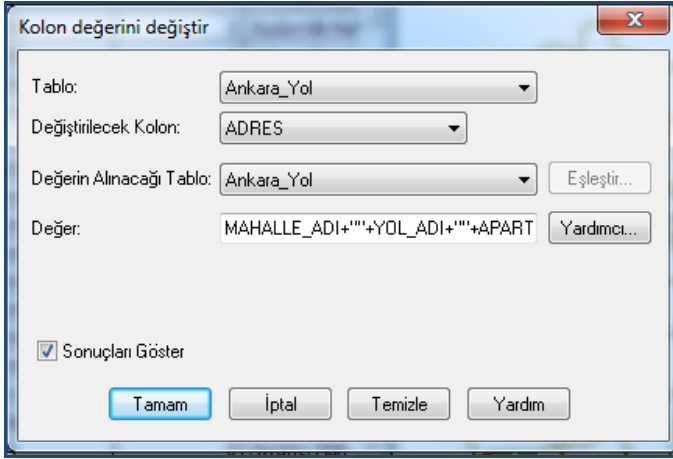 Kolon değerini değiştir
Tablo: Ankara_Yol
Değiştirilecek Kolon: ADRES
Değerin Alınacağı Tablo: Ankara_Yol Eşleştir...
Değer: MAHALLE_ADI+""+YOL_ADI+""+APART Yardımcı...
Sonuçları Göster
Tamam İptal Temizle Yardım